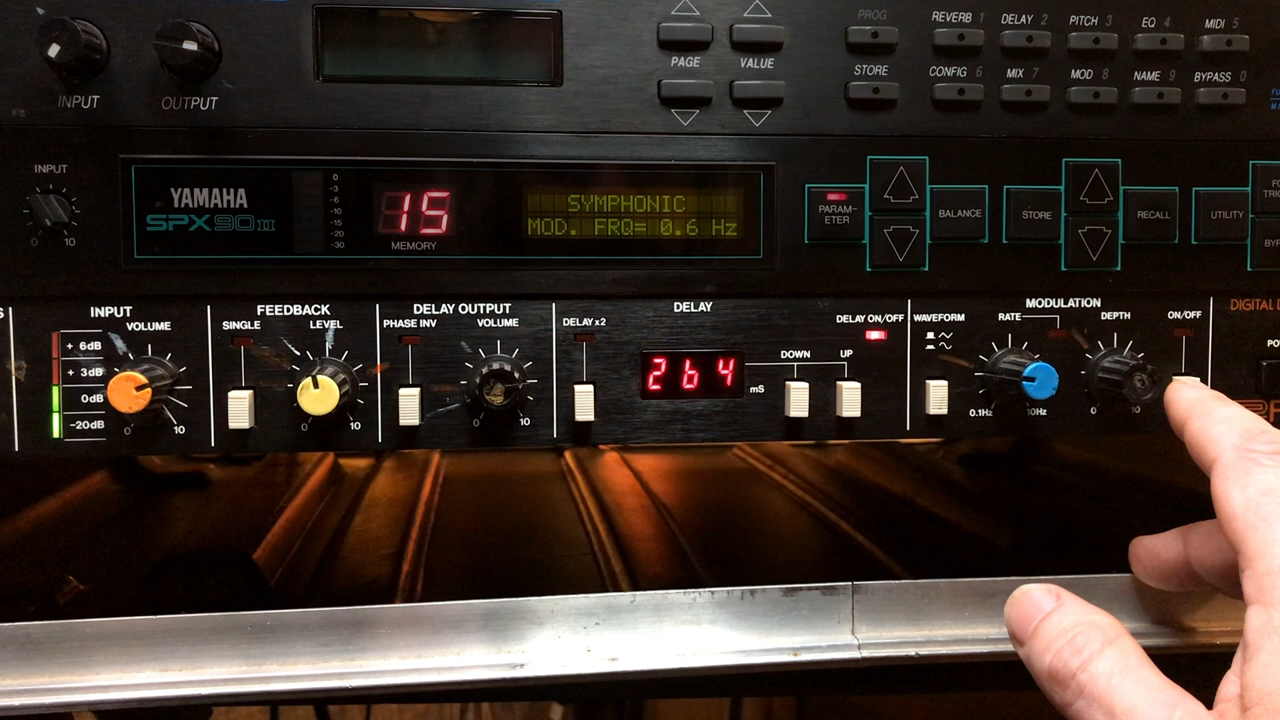 INPUT OUTPUT PAGE VALUE
PROG REVERB 1 DELAY 2 PITCH 3 EQ 4 MIDI 5
STORE CONFIG 6 MIX 7 MOD 8 NAME 9 BYPASS 0
INPUT
0 10
YAMAHA
SPX90II
0
-3
-6
-10
-15
-20
-30
15
MEMORY
SYMPHONIC
MOD. FRQ= 0.6 Hz
PARAM-
ETER
BALANCE
STORE
RECALL
UTILITY
INPUT
VOLUME
+ 6dB
+ 3dB
0dB
-20dB
0 10
FEEDBACK
SINGLE LEVEL
0 10
DELAY OUTPUT
PHASE INV VOLUME
0 10
DELAY
DELAY x2
264
mS
DOWN UP
DELAY ON/OFF
MODULATION
WAVEFORM RATE DEPTH ON/OFF
0.1Hz 10Hz
0 10
DIGITAL